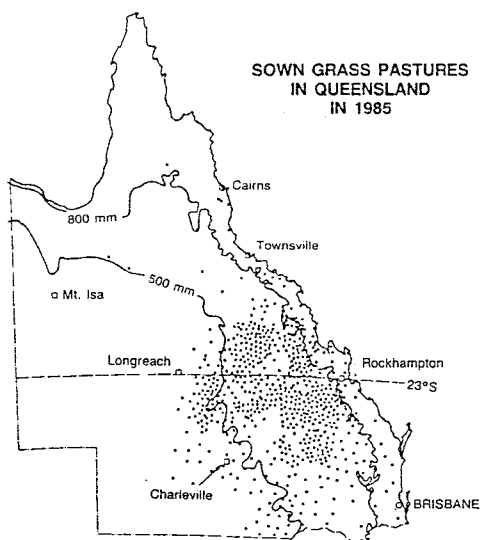 SOWN GRASS PASTURES
IN QUEENSLAND
IN 1985
Cairns
800 mm
Townsville
500 mm
Mt. Isa
Longreach
Rockhampton
23°S
Charleville
BRISBANE